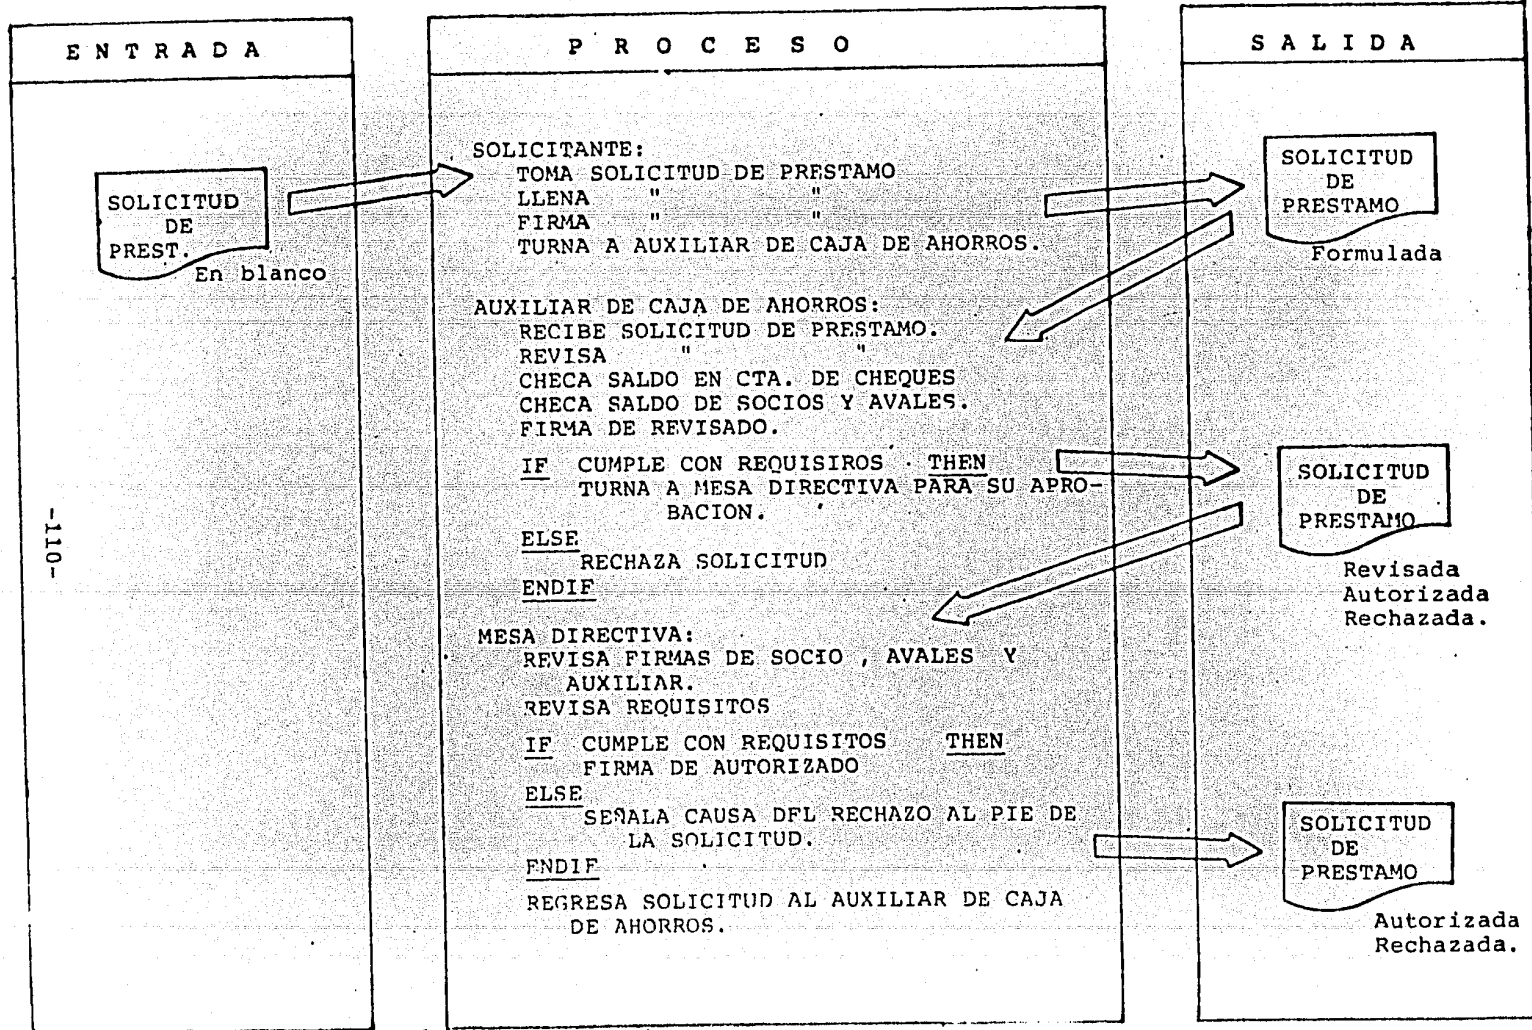 E N T R A D A
SOLICITUD
DE
PREST.
En blanco
P R O C E S O
SOLICITANTE:
TOMA SOLICITUD DE PRESTAMO
LLENA " "
FIRMA " "
TURNA A AUXILIAR DE CAJA DE AHORROS.
AUXILIAR DE CAJA DE AHORROS:
RECIBE SOLICITUD DE PRESTAMO.
REVISA " "
CHECA SALDO EN CTA. DE CHEQUES
CHECA SALDO DE SOCIOS Y AVALES.
FIRMA DE REVISADO.
IF CUMPLE CON REQUISIROS THEN
TURNA A MESA DIRECTIVA PARA SU APRO-
BACION.
ELSE
RECHAZA SOLICITUD
ENDIF
MESA DIRECTIVA:
REVISA FIRMAS DE SOCIO , AVALES Y
AUXILIAR.
REVISA REQUISITOS
IF CUMPLE CON REQUISITOS THEN
FIRMA DE AUTORIZADO
ELSE
SEÑALA CAUSA DEL RECHAZO AL PIE DE
LA SOLICITUD.
ENDIF
REGRESA SOLICITUD AL AUXILIAR DE CAJA
DE AHORROS.
S A L I D A
SOLICITUD
DE
PRESTAMO
Formulada
SOLICITUD
DE
PRESTAMO
Revisada
Autorizada
Rechazada.
SOLICITUD
DE
PRESTAMO
Autorizada
Rechazada.
-110-